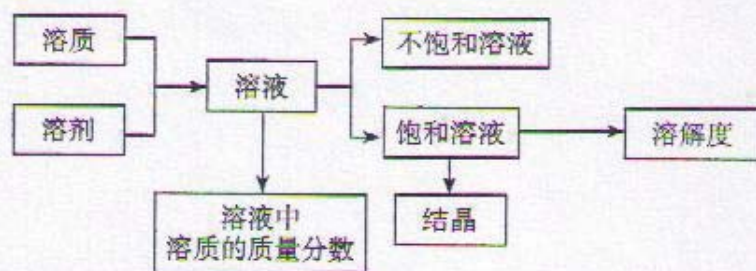 溶质
溶剂
溶液
不饱和溶液
饱和溶液
溶解度
溶液中
溶质的质量分数
结晶